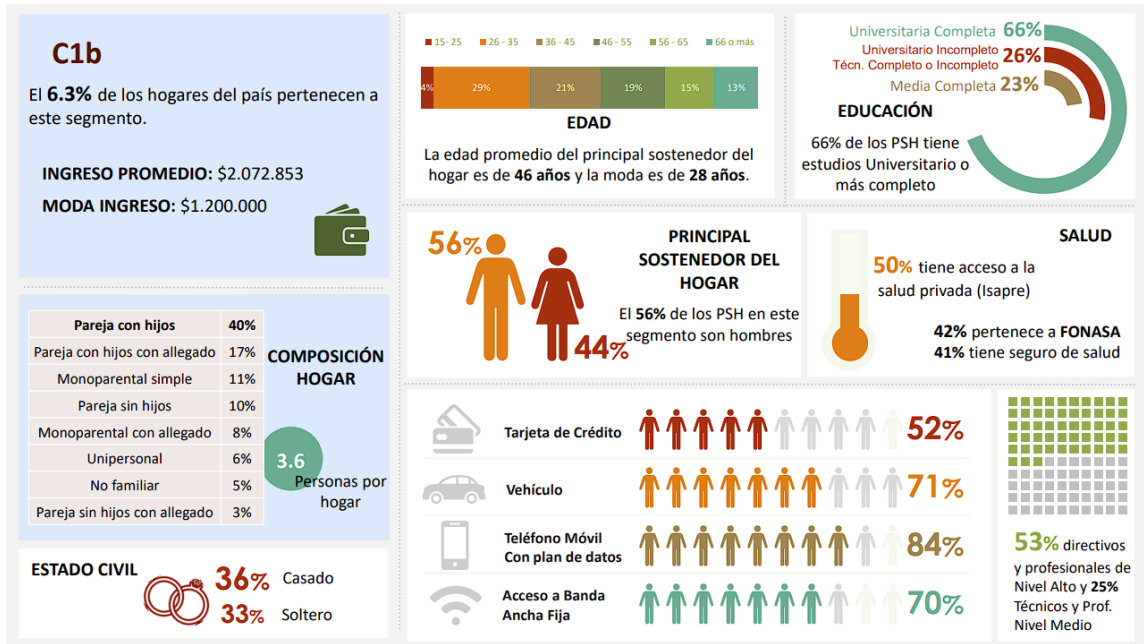 C1b
El 6.3% de los hogares del país pertenecen a
este segmento.
INGRESO PROMEDIO: $2.072.853
MODA INGRESO: $1.200.000
15- 25 26 - 35 36 - 45 46 - 55 56 - 65 66 o más
4% 29% 21% 19% 15% 13%
EDAD
La edad promedio del principal sostenedor del
hogar es de 46 años y la moda es de 28 años.
Universitaria Completa 66%
Universitario Incompleto
Técn. Completo o Incompleto 26%
Media Completa 23%
EDUCACIÓN
66% de los PSH tiene
estudios Universitario o
más completo
56%
44%
PRINCIPAL
SOSTENEDOR DEL
HOGAR
El 56% de los PSH en este
segmento son hombres
SALUD
50% tiene acceso a la
salud privada (Isapre)
42% pertenece a FONASA
41% tiene seguro de salud
Pareja con hijos 40%
Pareja con hijos con allegado 17%
Monoparental simple 11%
Pareja sin hijos 10%
Monoparental con allegado 8%
Unipersonal 6%
No familiar 5%
Pareja sin hijos con allegado 3%
COMPOSICIÓN
HOGAR
3.6
Personas por
hogar
ESTADO CIVIL
36% Casado
33% Soltero
Tarjeta de Crédito 52%
Vehículo 71%
Teléfono Móvil
Con plan de datos 84%
Acceso a Banda
Ancha Fija 70%
53% directivos
y profesionales de
Nivel Alto y 25%
Técnicos y Prof.
Nivel Medio